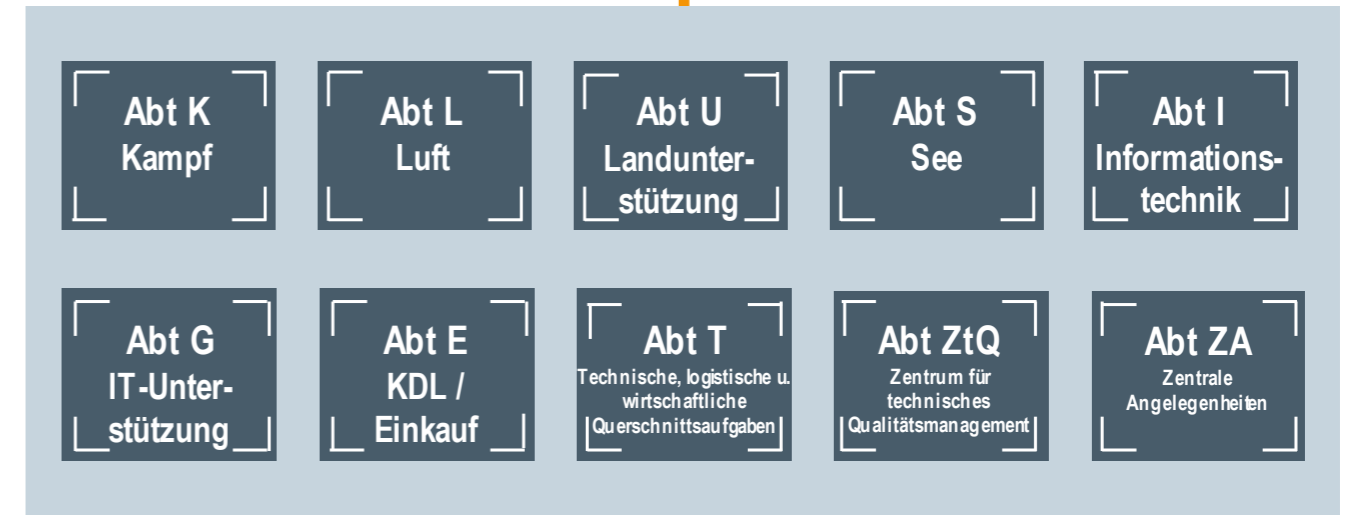 Abt K
Kampf
Abt L
Luft
Abt U
Landunter-
stützung
Abt S
See
Abt I
Informations-
technik
Abt G
IT-Unter-
stützung
Abt E
KDL /
Einkauf
Abt T
Technische, logistische u.
wirtschaftliche
Querschnittsaufgaben
Abt ZtQ
Zentrum für
technisches
Qualitätsmanagement
Abt ZA
Zentrale
Angelegenheiten